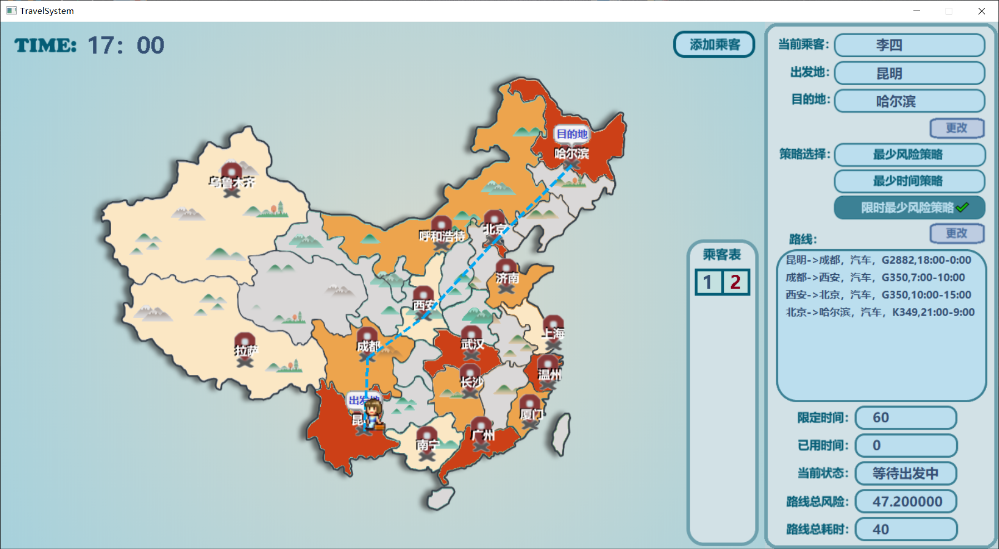 TravelSystem
TIME: 17: 00
添加乘客
目的地
哈尔滨
乌鲁木齐
呼和浩特
北京
济南
西安
上海
成都
武汉
拉萨
温州
长沙
出发地
厦门
南宁
广州
乘客表
1 2
当前乘客: 李四
出发地: 昆明
目的地: 哈尔滨
更改
策略选择: 最少风险策略
最少时间策略
限时最少风险策略
更改
路线:
昆明->成都，汽车，G2882,18:00-0:00
成都->西安，汽车，G350,7:00-10:00
西安->北京，汽车，G350,10:00-15:00
北京->哈尔滨，汽车，K349,21:00-9:00
限定时间: 60
已用时间: 0
当前状态: 等待出发中
路线总风险: 47.200000
路线总耗时: 40